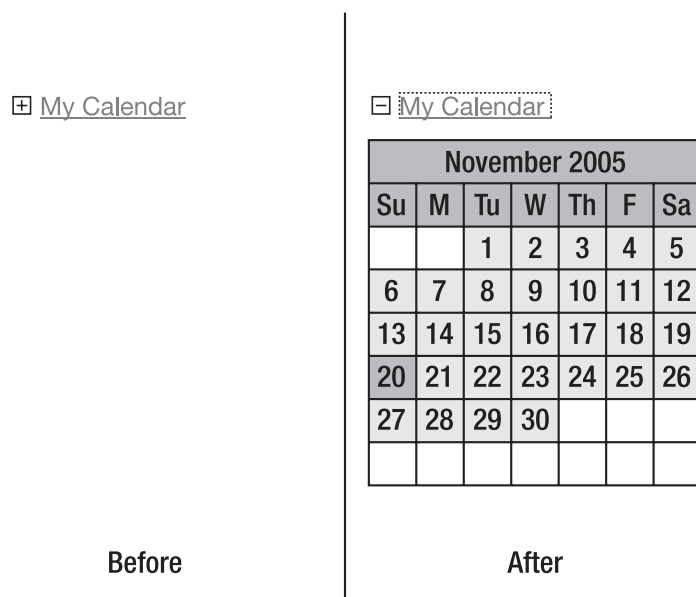 My Calendar
My Calendar
November 2005
Su M Tu W Th F Sa
1 2 3 4 5
6 7 8 9 10 11 12
13 14 15 16 17 18 19
20 21 22 23 24 25 26
27 28 29 30
Before
After